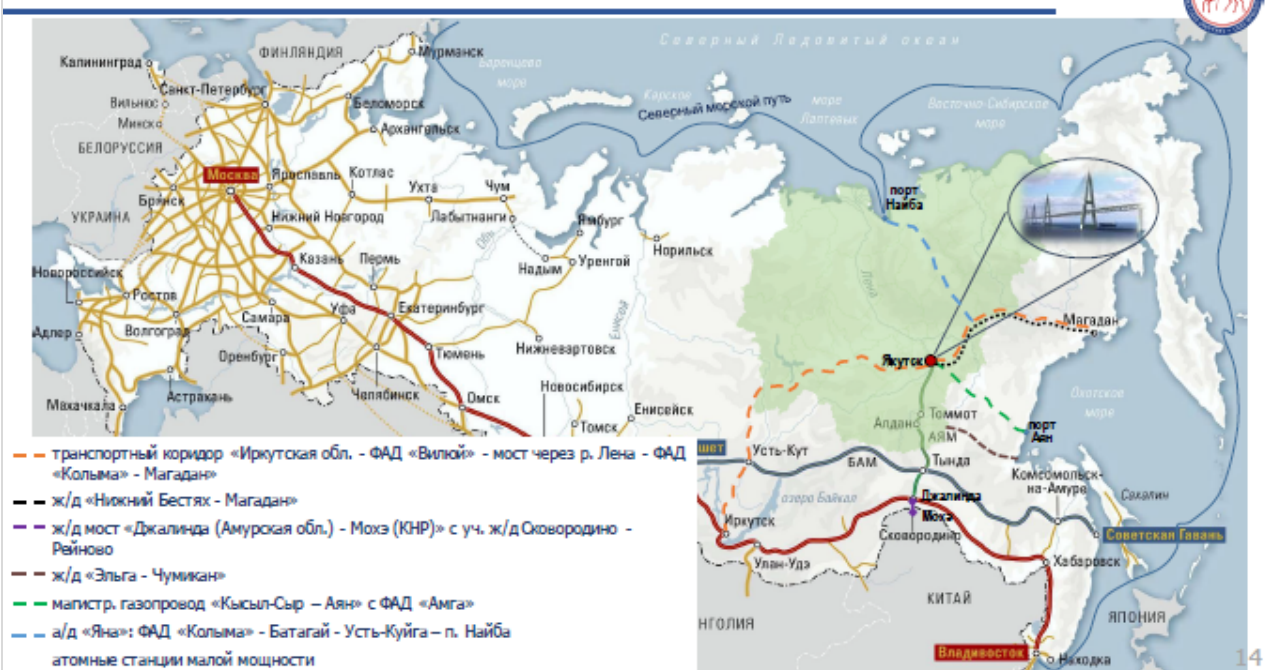 Северный Ледовитый океан
ФИНЛЯНДИЯ
Мурманск
Калининград
Баренцево
море
Санкт-Петербург
Карское
Северный морской путь
море
Лаптевых
Восточно-Сибирское
море
Вильнюс
Беломорск
Минск
Архангельск
БЕЛОРУССИЯ
Москва
Ярославль
Котлас
Ухта
Чум
порт
Найба
Брянск
УКРАИНА
Нижний Новгород
Лабытнанги
Ямбург
Обь
Норильск
Казань
Пермь
Надым
Уренгой
Новороссийск
Лена
Ростов
Самара
Уфа
Екатеринбург
Енисей
Магадан
Адлер
Волгоград
Оренбург
Тюмень
Нижневартовск
Якутск
Астрахань
Челябинск
Новосибирск
Охотское
море
Махачкала
Омск
Енисейск
Томск
Алдан
Томмот
АЯМ
порт
Аян
шет
Усть-Кут
БАМ
Тында
Комсомольск-
на-Амуре
озеро Байкал
Джалинда
Сахалин
Иркутск
Мохэ
Сковородино
Советская Гавань
Улан-Удэ
Хабаровск
КИТАЙ
ЯПОНИЯ
НГОЛИЯ
Владивосток
Находка
транспортный коридор «Иркутская обл. - ФАД «Вилюй» - мост через р. Лена - ФАД
«Колыма» - Магадан»
ж/д «Нижний Бестях - Магадан»
ж/д мост «Джалинда (Амурская обл.) - Мохэ (КНР)» с уч. ж/д Сковородино -
Рейново
ж/д «Эльга - Чумикан»
магистр. газопровод «Кысыл-Сыр – Аян» с ФАД «Амга»
а/д «Яна»: ФАД «Колыма» - Батагай - Усть-Куйга – п. Найба
атомные станции малой мощности
14